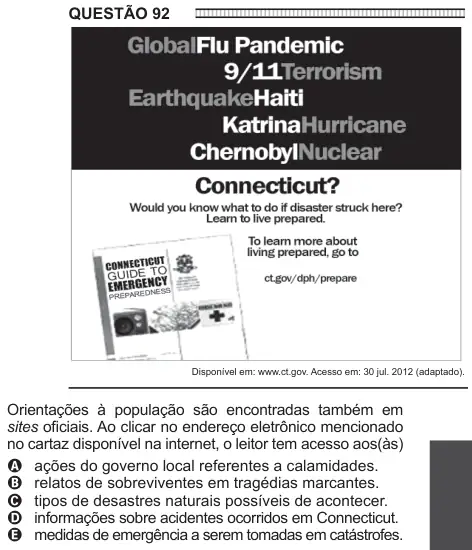 QUESTÃO 92
GlobalFlu Pandemic
9/11Terrorism
EarthquakeHaiti
KatrinaHurricane
ChernobylNuclear
Connecticut?
Would you know what to do if disaster struck here?
Learn to live prepared.
CONNECTICUT
GUIDE TO
EMERGENCY
PREPAREDNESS
To learn more about
living prepared, go to
ct.gov/dph/prepare
Disponível em: www.ct.gov. Acesso em: 30 jul. 2012 (adaptado).
Orientações à população são encontradas também em
sites oficiais. Ao clicar no endereço eletrônico mencionado
no cartaz disponível na internet, o leitor tem acesso aos(às)
A ações do governo local referentes a calamidades.
B relatos de sobreviventes em tragédias marcantes.
C tipos de desastres naturais possíveis de acontecer.
D informações sobre acidentes ocorridos em Connecticut.
E medidas de emergência a serem tomadas em catástrofes.